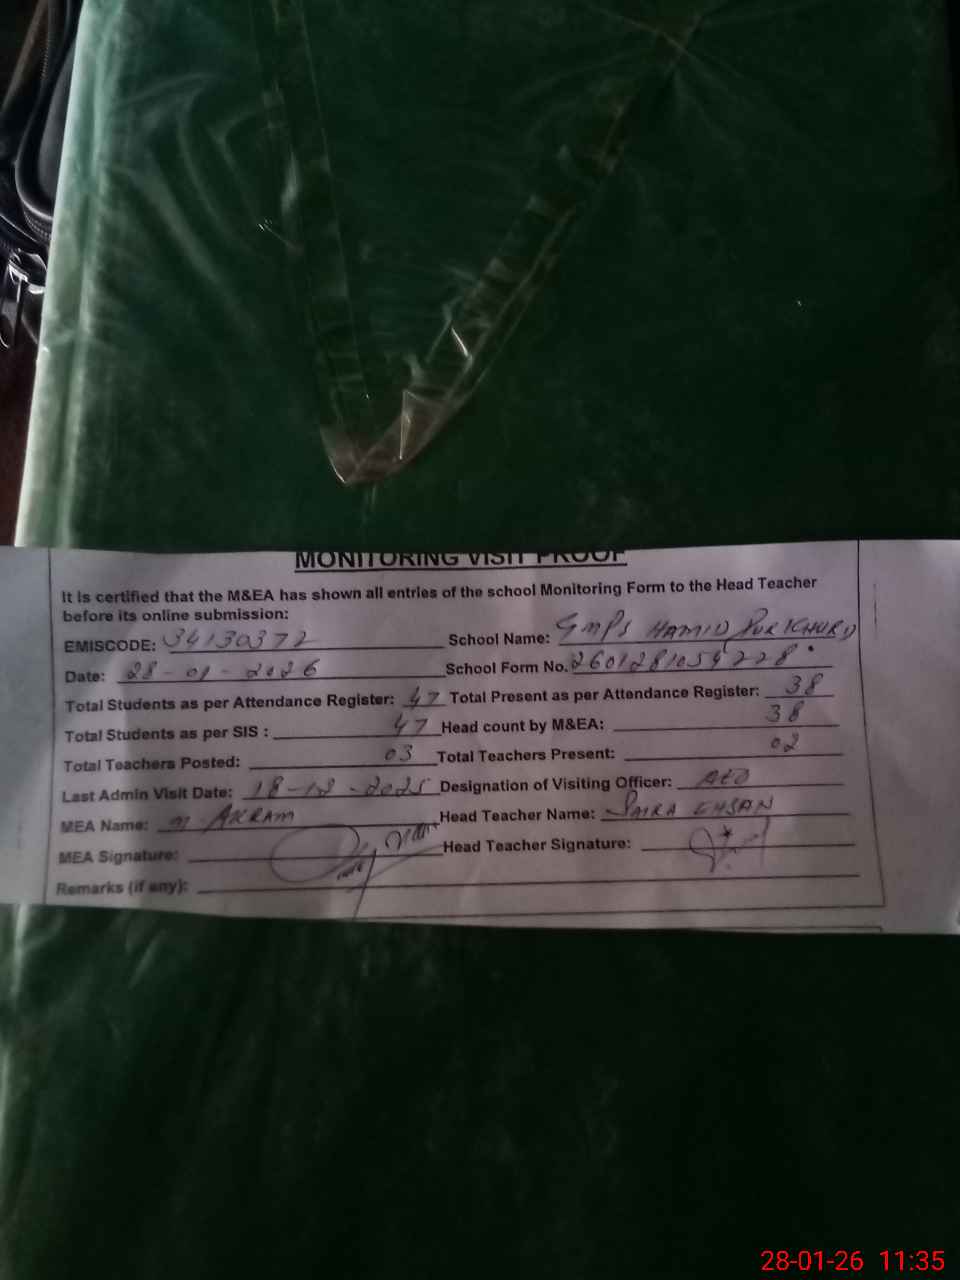 MONITORING VISIT PROOF
It is certified that the M&EA has shown all entries of the school Monitoring Form to the Head Teacher
before its online submission:
EMISCODE: 34130372 School Name: GMPS HAMID PUR KHURD
Date: 28-01-2026 School Form No. 2601281054228
Total Students as per Attendance Register: 47 Total Present as per Attendance Register: 38
Total Students as per SIS : 47 Head count by M&EA: 38
Total Teachers Posted: 03 Total Teachers Present: 02
Last Admin Visit Date: 18-12-2025 Designation of Visiting Officer: AEO
MEA Name: M. AKRAM Head Teacher Name: SAIRA EHSAN
MEA Signature: Head Teacher Signature:
Remarks (if any):
28-01-26 11:35